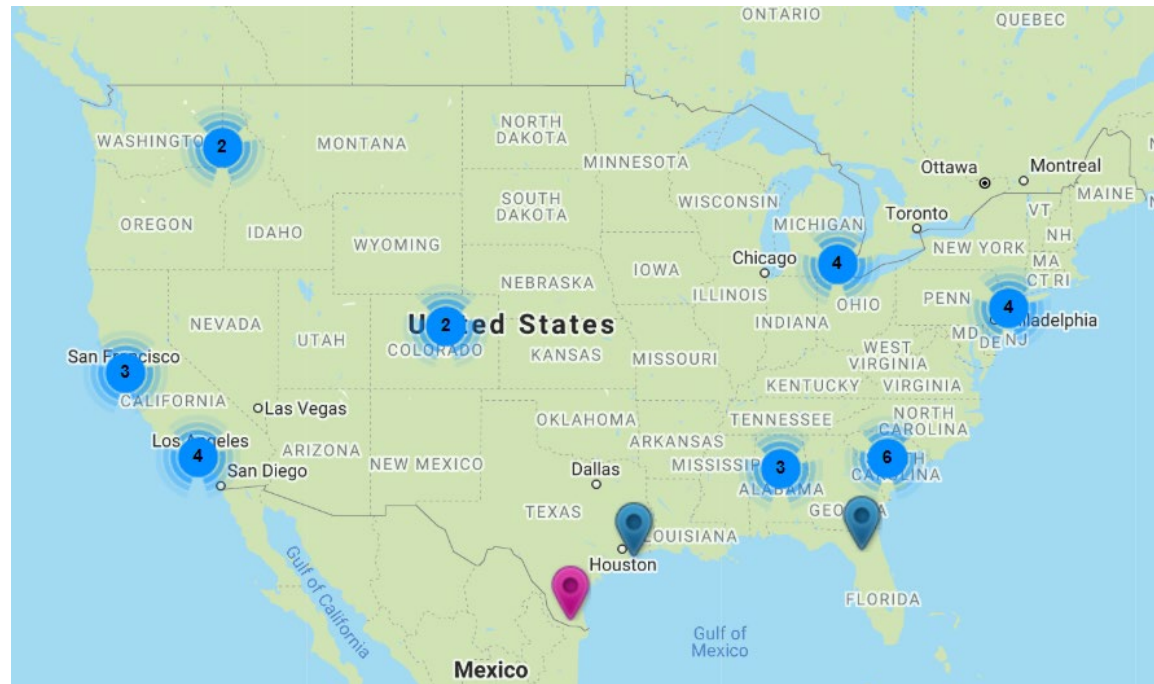 ONTARIO
QUEBEC
WASHINGTO
2
MONTANA
NORTH
DAKOTA
MINNESOTA
Ottawa
Montreal
MAINE
OREGON
IDAHO
SOUTH
DAKOTA
WISCONSIN
MICHIGAN
Toronto
VT
NH
WYOMING
NEW YORK
MA
CT RI
Chicago
4
IOWA
NEBRASKA
ILLINOIS
OHIO
PENN
4
NEVADA
UTAH
2
United States
COLORADO
KANSAS
MISSOURI
INDIANA
WEST
VIRGINIA
MD
DE
NJ
San Francisco
3
CALIFORNIA
Las Vegas
KENTUCKY
VIRGINIA
OKLAHOMA
TENNESSEE
NORTH
CAROLINA
Los Angeles
4
ARIZONA
NEW MEXICO
ARKANSAS
San Diego
Dallas
3
6
CAROLINA
ALABAMA
TEXAS
LOUISIANA
Houston
FLORIDA
Gulf of California
Gulf of
Mexico
Mexico